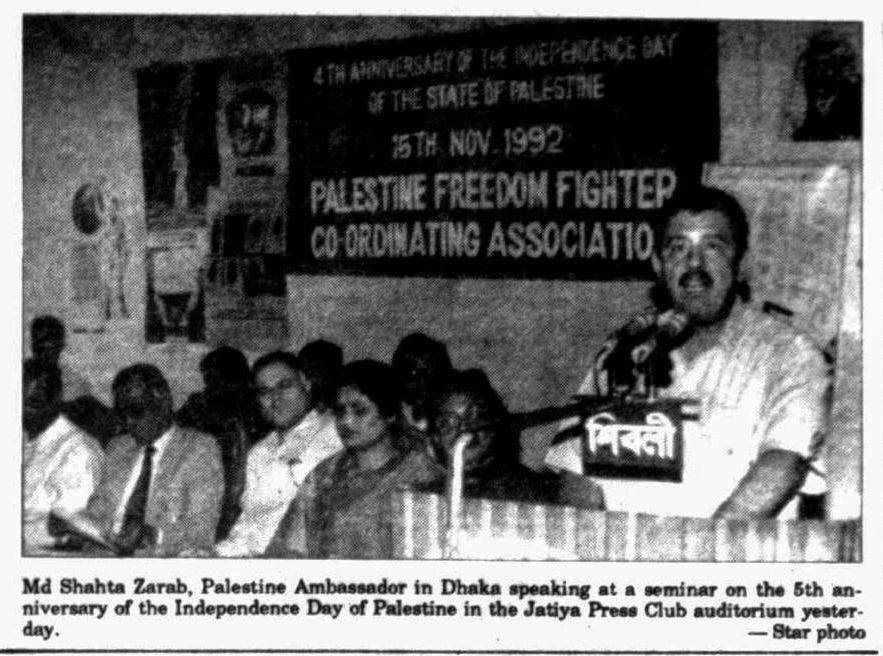 4TH ANNIVERSARY OF THE INDEPENDENCE DAY
OF THE STATE OF PALESTINE
15TH NOV. 1992
PALESTINE FREEDOM FIGHTER
CO-ORDINATING ASSOCIATIO
শিবলী
Md Shahta Zarab, Palestine Ambassador in Dhaka speaking at a seminar on the 5th an-
niversary of the Independence Day of Palestine in the Jatiya Press Club auditorium yester-
day. — Star photo